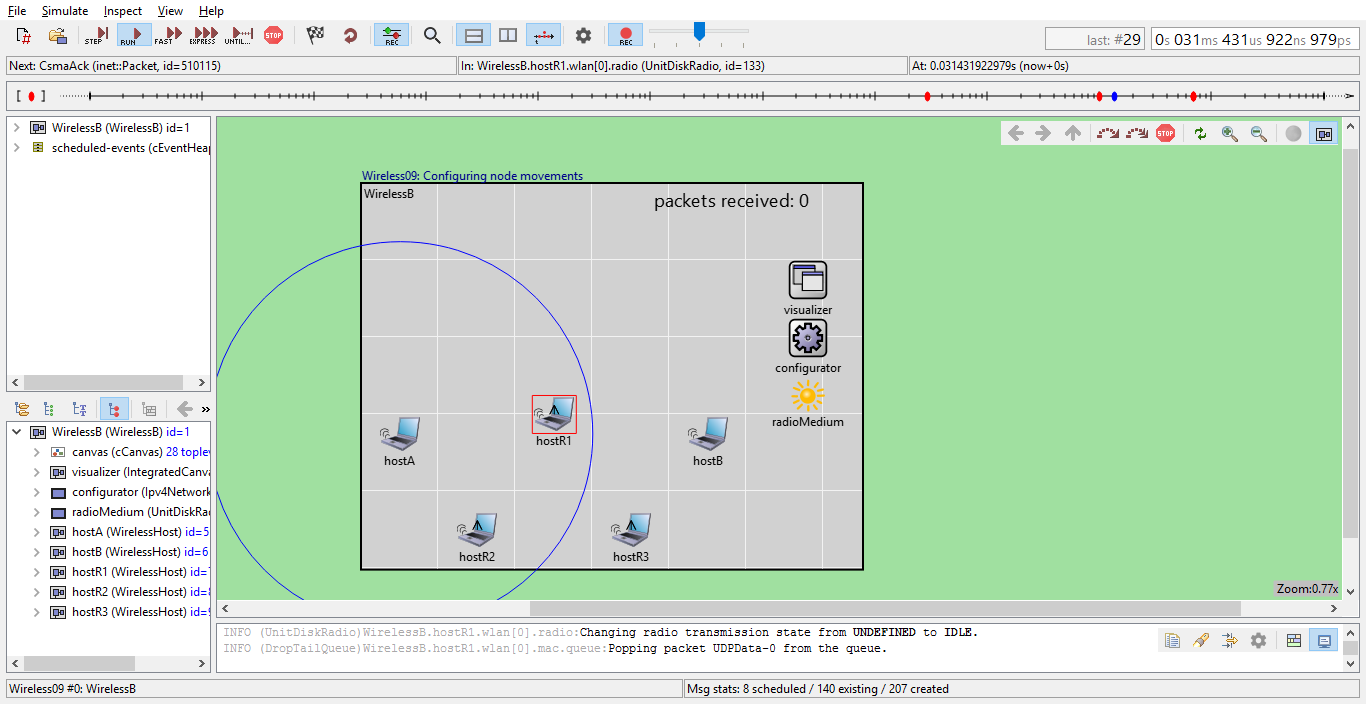 File Simulate Inspect View Help
STEP RUN FAST EXPRESS UNTIL... STOP REC REC
last: #29 0s 031ms 431us 922ns 979ps
Next: CsmaAck (inet::Packet, id=510115) In: WirelessB.hostR1.wlan[0].radio (UnitDiskRadio, id=133) At: 0.031431922979s (now+0s)
WirelessB (WirelessB) id=1
scheduled-events (cEventHeap
STOP
Wireless09: Configuring node movements
WirelessB
packets received: 0
visualizer
configurator
radioMedium
hostR1
hostA
hostB
hostR2
hostR3
Zoom:0.77x
WirelessB (WirelessB) id=1
canvas (cCanvas) 28 toplev
visualizer (IntegratedCanva
configurator (Ipv4Network
radioMedium (UnitDiskRad
hostA (WirelessHost) id=5
hostB (WirelessHost) id=6
hostR1 (WirelessHost) id=7
hostR2 (WirelessHost) id=8
hostR3 (WirelessHost) id=9
INFO (UnitDiskRadio)WirelessB.hostR1.wlan[0].radio:Changing radio transmission state from UNDEFINED to IDLE.
INFO (DropTailQueue)WirelessB.hostR1.wlan[0].mac.queue:Popping packet UDPData-0 from the queue.
Wireless09 #0: WirelessB Msg stats: 8 scheduled / 140 existing / 207 created